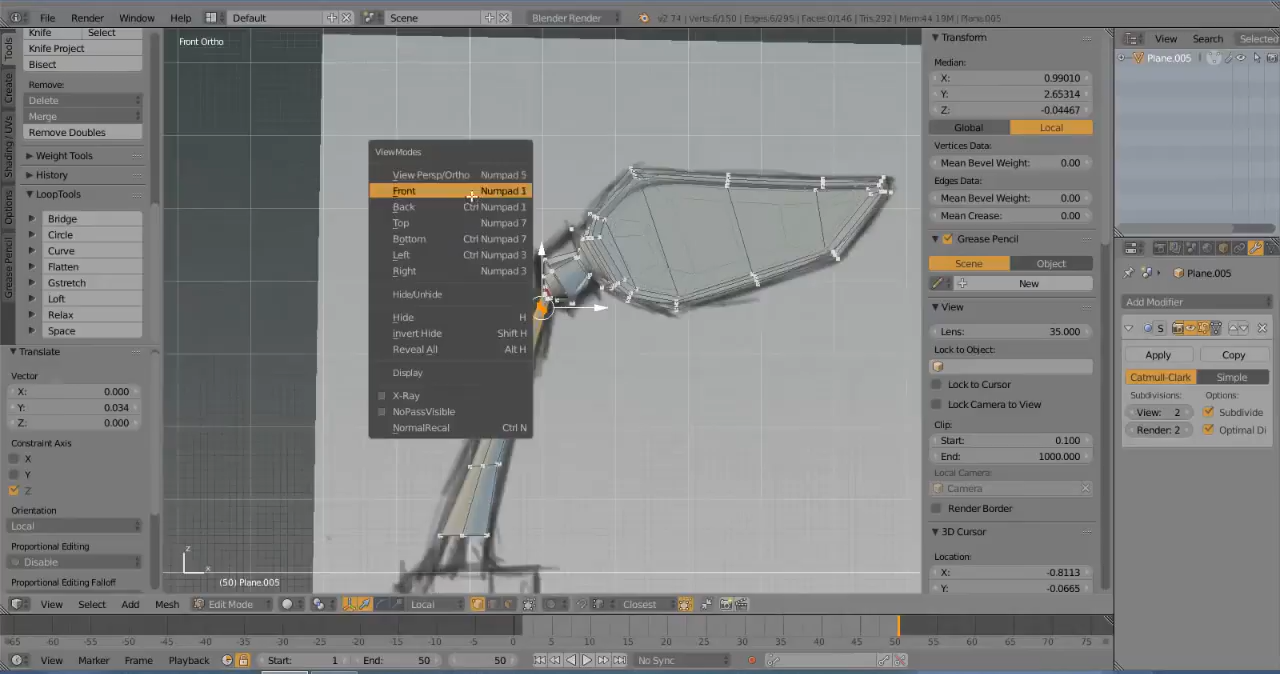 File Render Window Help Default Scene Blender Render v2.74 | Verts:6/150 | Edges:6/295 | Faces:0/146 | Tris:292 | Mem:44.19M | Plane.005
Front Ortho
Tools
Create
Shading / UVs
Options
Grease Pencil
Knife Select
Knife Project
Bisect
Remove:
Delete
Merge
Remove Doubles
Weight Tools
History
LoopTools
Bridge
Circle
Curve
Flatten
Gstretch
Loft
Relax
Space
Translate
Vector
X: 0.000
Y: 0.034
Z: 0.000
Constraint Axis
X
Y
Z
Orientation
Local
Proportional Editing
Disable
Proportional Editing Falloff
ViewModes
View Persp/Ortho Numpad 5
Front Numpad 1
Back Ctrl Numpad 1
Top Numpad 7
Bottom Ctrl Numpad 7
Left Ctrl Numpad 3
Right Numpad 3
Hide/Unhide
Hide H
Invert Hide Shift H
Reveal All Alt H
Display
X-Ray
NoPassVisible
NormalRecal Ctrl N
z
x
(50) Plane.005
Transform
Median:
X: 0.99010
Y: 2.65314
Z: -0.04467
Global Local
Vertices Data:
Mean Bevel Weight: 0.00
Edges Data:
Mean Bevel Weight: 0.00
Mean Crease: 0.00
Grease Pencil
Scene Object
New
View
Lens: 35.000
Lock to Object:
Lock to Cursor
Lock Camera to View
Clip:
Start: 0.100
End: 1000.000
Local Camera:
Camera
Render Border
3D Cursor
Location:
X: -0.8113
Y: -0.0665
View Search Selected
Plane.005
Plane.005
Add Modifier
S
Apply Copy
Catmull-Clark Simple
Subdivisions: Options:
View: 2 Subdivide
Render: 2 Optimal Di
View Select Add Mesh Edit Mode Local Closest
-65 -60 -55 -50 -45 -40 -35 -30 -25 -20 -15 -10 -5 0 5 10 15 20 25 30 35 40 45 50 55 60 65 70 75
View Marker Frame Playback Start: 1 End: 50 50 No Sync